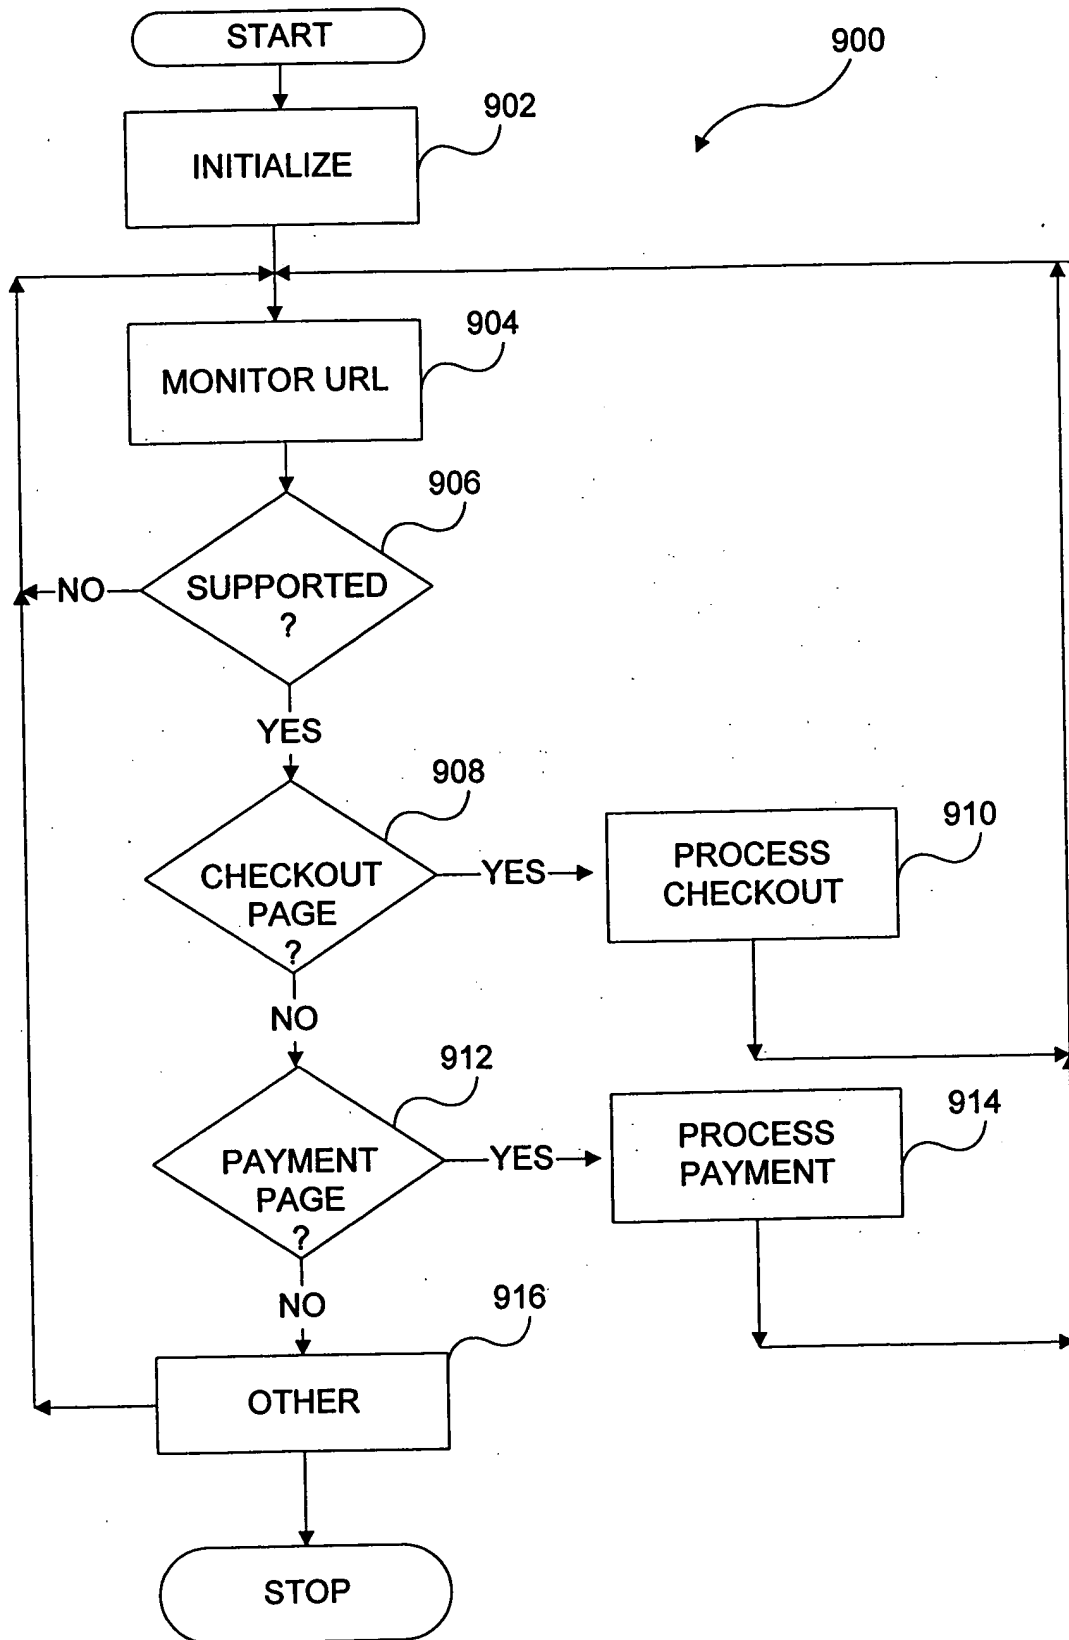 START
900
902
INITIALIZE
904
MONITOR URL
906
NO
SUPPORTED
?
YES
908
CHECKOUT
PAGE
?
YES
910
PROCESS
CHECKOUT
NO
912
PAYMENT
PAGE
?
YES
914
PROCESS
PAYMENT
NO
916
OTHER
STOP